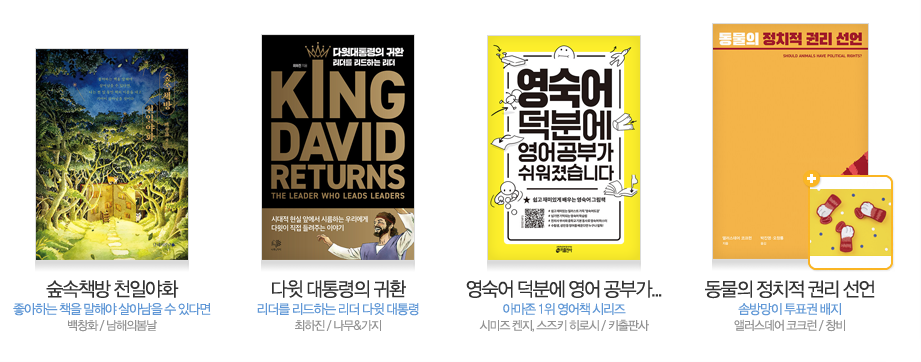 숲속책방
천일야화
다윗대통령의 귀환
리더를 리드하는 리더
KING
DAVID
RETURNS
THE LEADER WHO LEADS LEADERS
시대적 현실 앞에서 시름하는 우리에게
다윗이 직접 들려주는 이야기
영숙어
덕분에
영어공부가
쉬워졌습니다
★ 쉽고 재미있게 배우는 영숙어 그림책
키출판사
동물의 정치적 권리 선언
SHOULD ANIMALS HAVE POLITICAL RIGHTS?
숲속책방 천일야화
좋아하는 책을 말해야 살아남을 수 있다면
백창화 / 남해의봄날
다윗 대통령의 귀환
리더를 리드하는 리더 다윗 대통령
최하진 / 나무&가지
영숙어 덕분에 영어 공부가...
아마존 1위 영어책 시리즈
시미즈 켄지, 스즈키 히로시 / 키출판사
동물의 정치적 권리 선언
솜방망이 투표권 배지
앨러스데어 코크런 / 창비